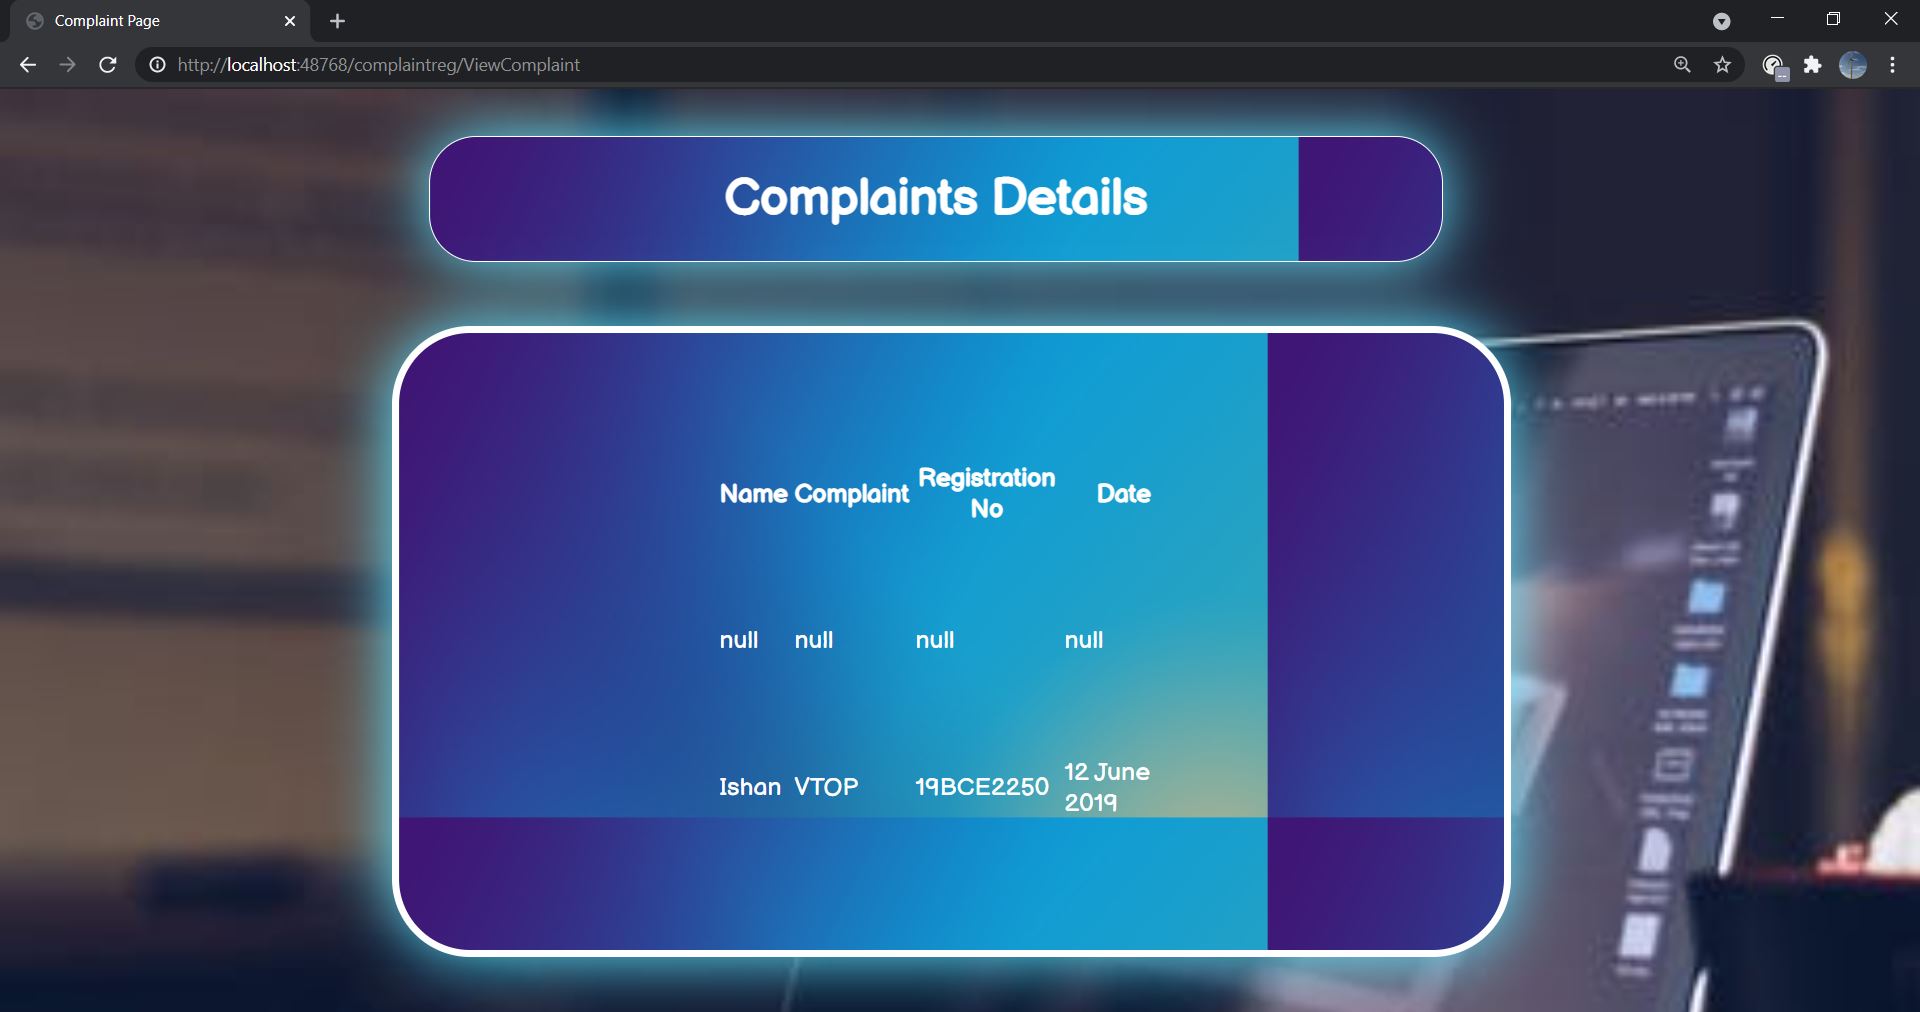 Complaint Page
http://localhost:48768/complaintreg/ViewComplaint
Complaints Details
Name Complaint Registration No Date
null null null null
Ishan VTOP 19BCE2250 12 June 2019